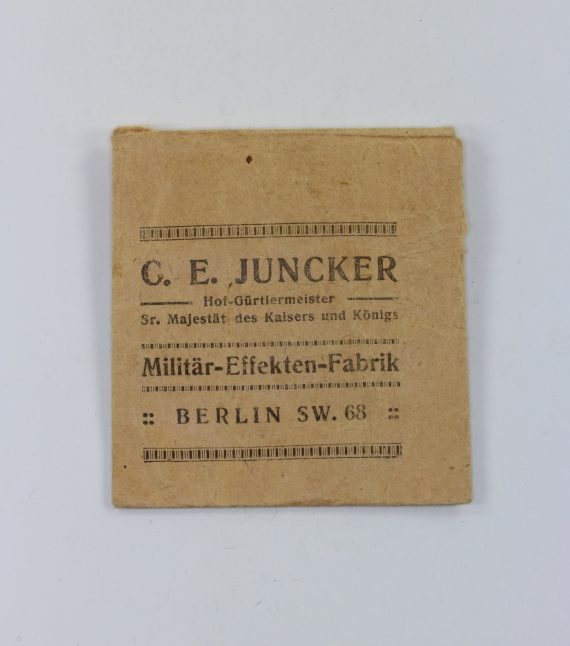 C. E. JUNCKER
Hof-Gürtlermeister
Sr. Majestät des Kaisers und Königs
Militär-Effekten-Fabrik
:: BERLIN SW. 68 ::